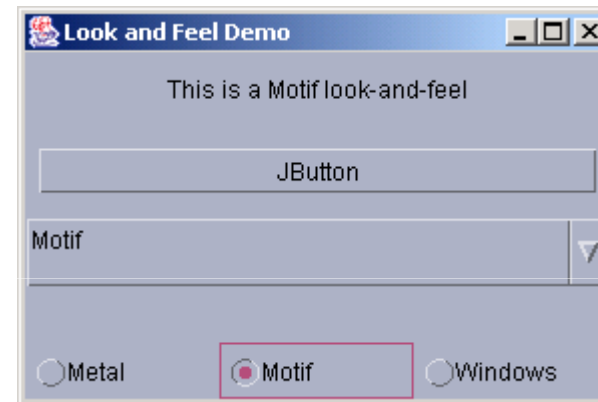 Look and Feel Demo
This is a Motif look-and-feel
JButton
Motif
Metal Motif Windows